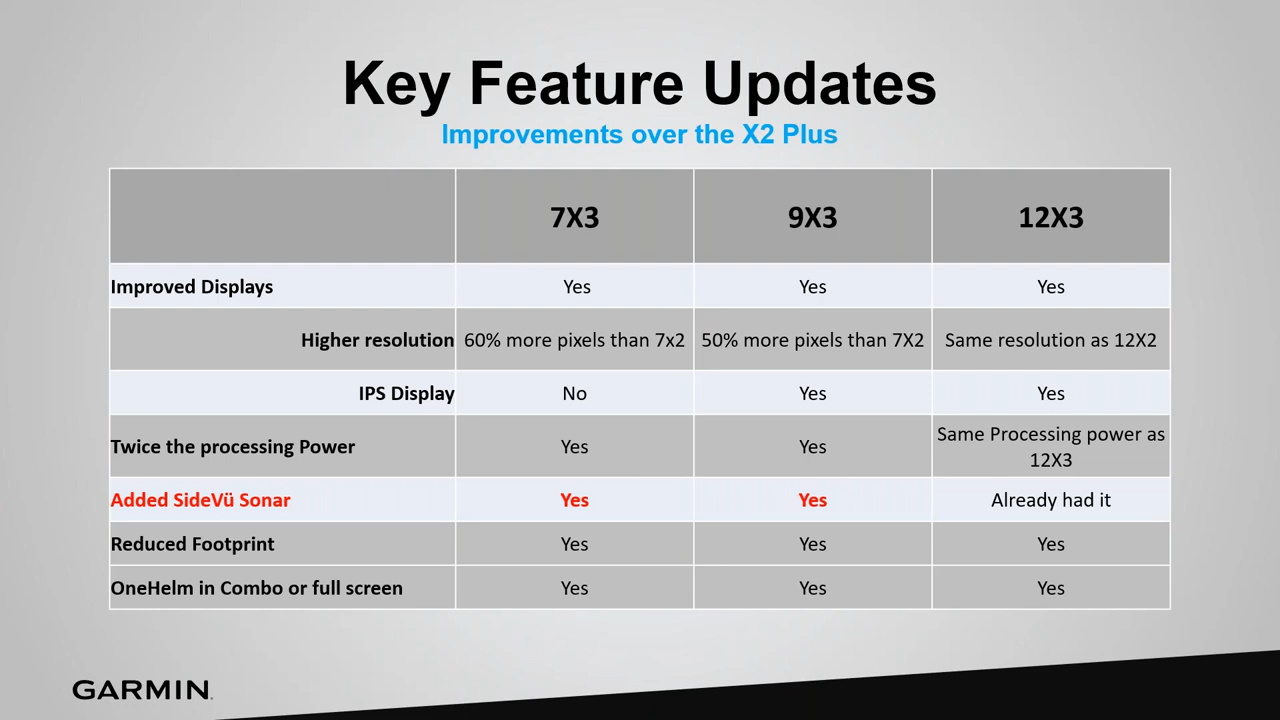 Key Feature Updates
Improvements over the X2 Plus
7X3 9X3 12X3
Improved Displays Yes Yes Yes
Higher resolution 60% more pixels than 7x2 50% more pixels than 7X2 Same resolution as 12X2
IPS Display No Yes Yes
Twice the processing Power Yes Yes Same Processing power as
12X3
Added SideVü Sonar Yes Yes Already had it
Reduced Footprint Yes Yes Yes
OneHelm in Combo or full screen Yes Yes Yes
GARMIN.